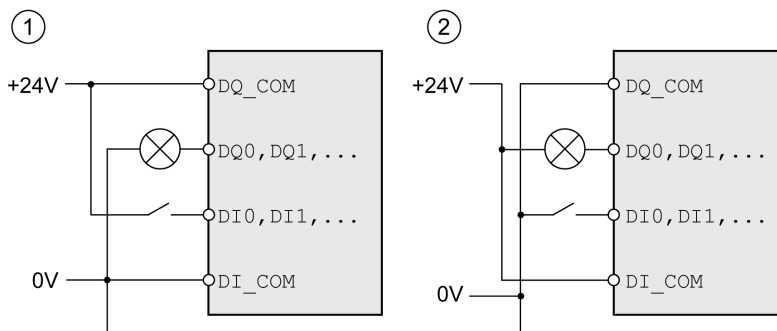 1
+24V
DQ_COM
DQ0,DQ1,...
DI0,DI1,...
0V
DI_COM
2
+24V
DQ_COM
DQ0,DQ1,...
DI0,DI1,...
0V
DI_COM